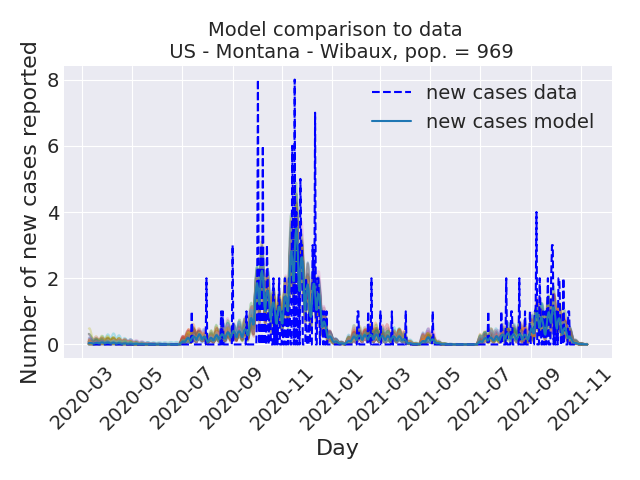 Model comparison to data
US - Montana - Wibaux, pop. = 969
Number of new cases reported
8
6
4
2
0
new cases data
new cases model
2020-03
2020-05
2020-07
2020-09
2020-11
2021-01
2021-03
2021-05
2021-07
2021-09
2021-11
Day